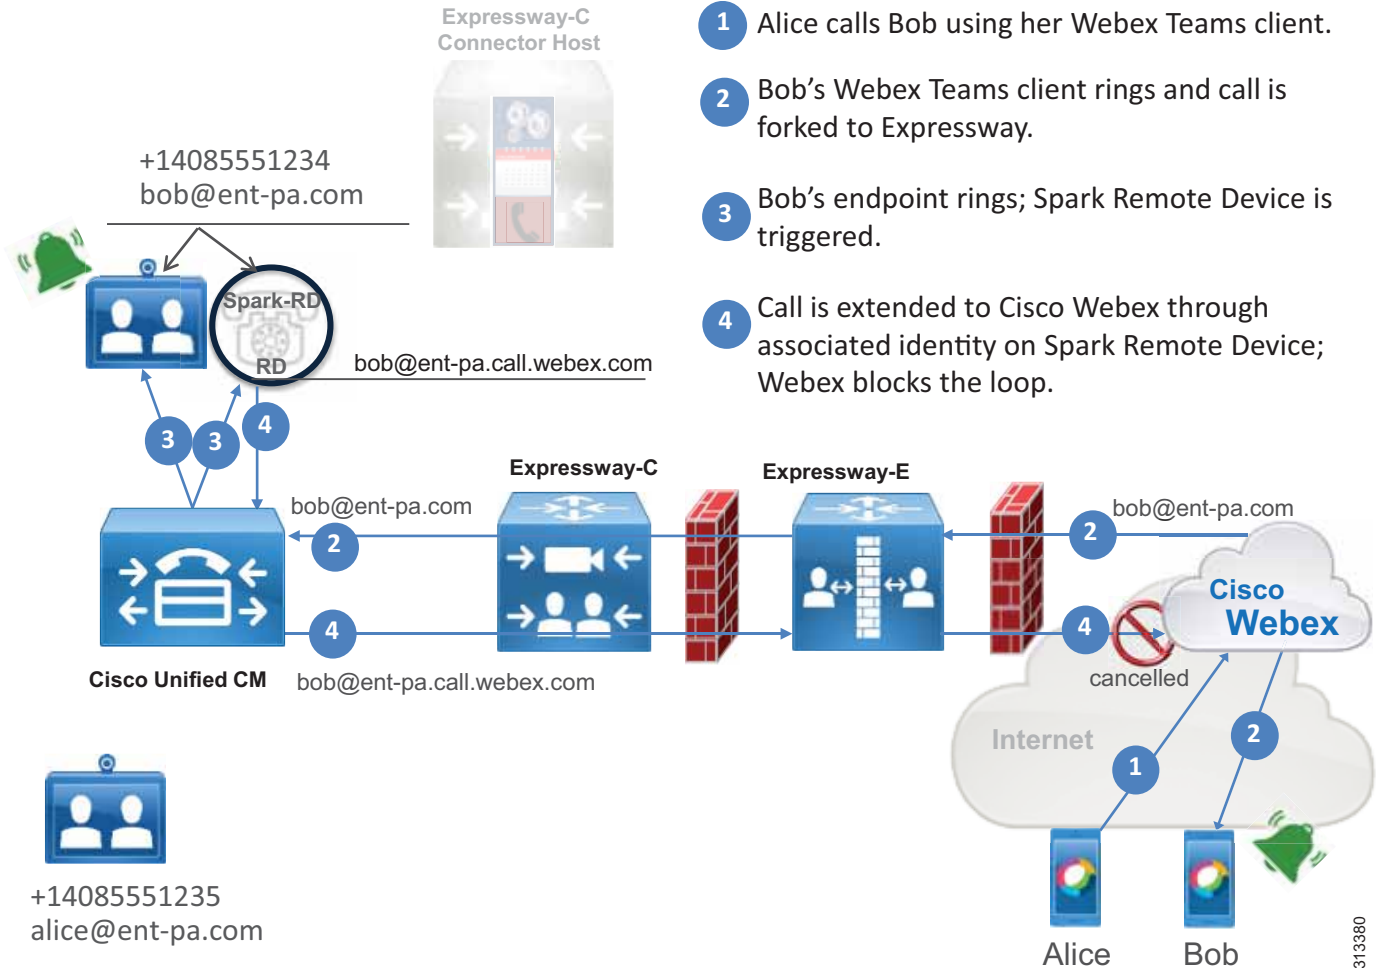 Expressway-C
Connector Host
1 Alice calls Bob using her Webex Teams client.
2 Bob’s Webex Teams client rings and call is
forked to Expressway.
3 Bob’s endpoint rings; Spark Remote Device is
triggered.
4 Call is extended to Cisco Webex through
associated identity on Spark Remote Device;
Webex blocks the loop.
+14085551234
bob@ent-pa.com
Spark-RD
RD
bob@ent-pa.call.webex.com
3
3
4
Expressway-C
Expressway-E
bob@ent-pa.com
bob@ent-pa.com
2
2
Cisco
Webex
4
4
cancelled
Cisco Unified CM
bob@ent-pa.call.webex.com
Internet
2
1
+14085551235
alice@ent-pa.com
Alice
Bob
313380